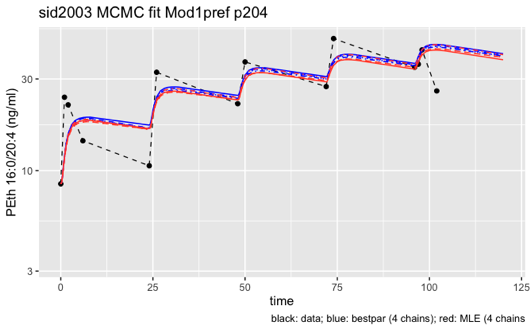 sid2003 MCMC fit Mod1pref p204
PEth 16:0/20:4 (ng/ml)
30
10
3
0
25
50
75
100
125
time
black: data; blue: bestpar (4 chains); red: MLE (4 chains